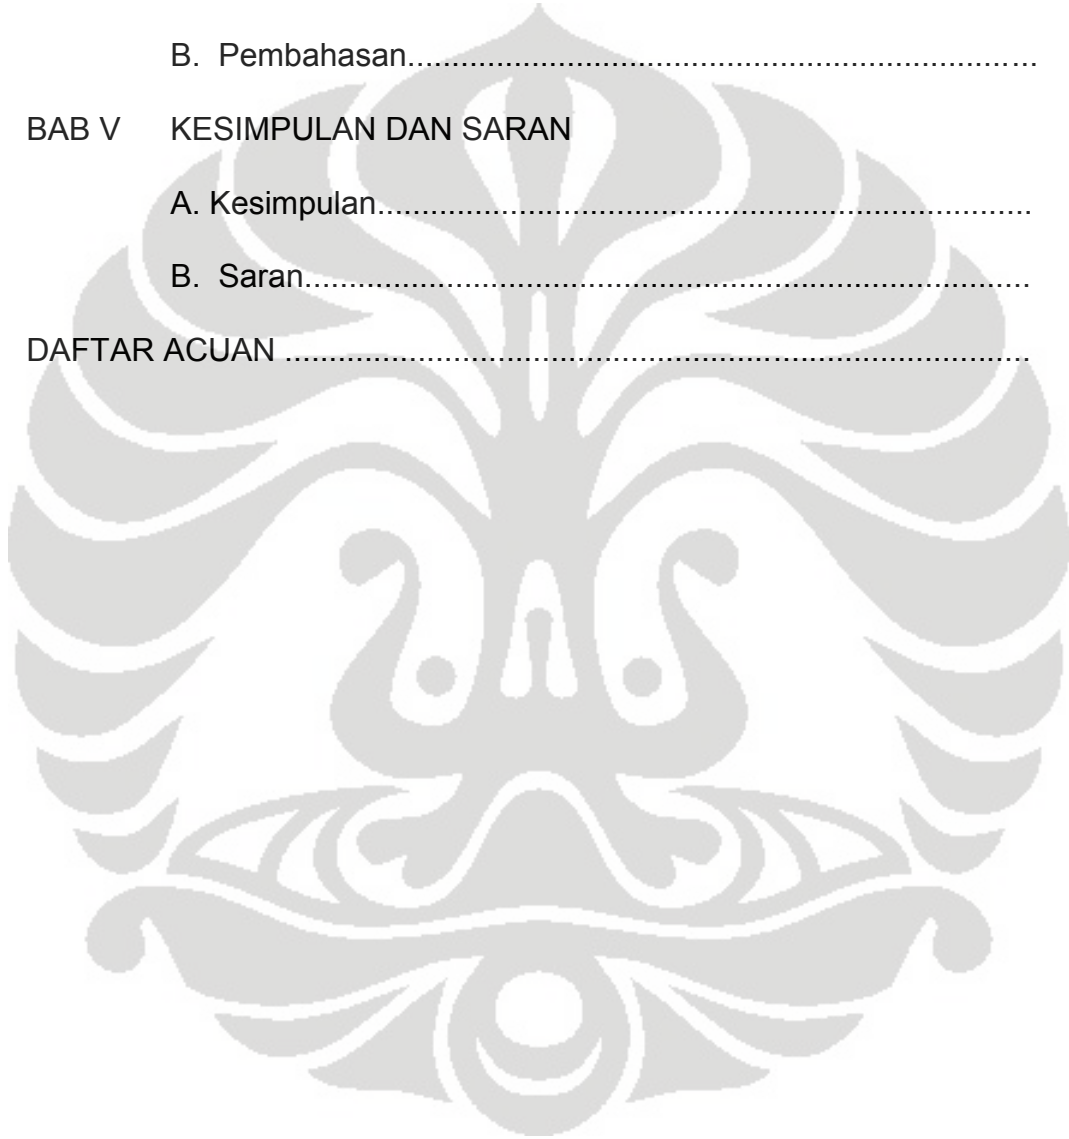 B. Pembahasan......................................................................
BAB V KESIMPULAN DAN SARAN
A. Kesimpulan.........................................................................
B. Saran.................................................................................
DAFTAR ACUAN ...................................................................................